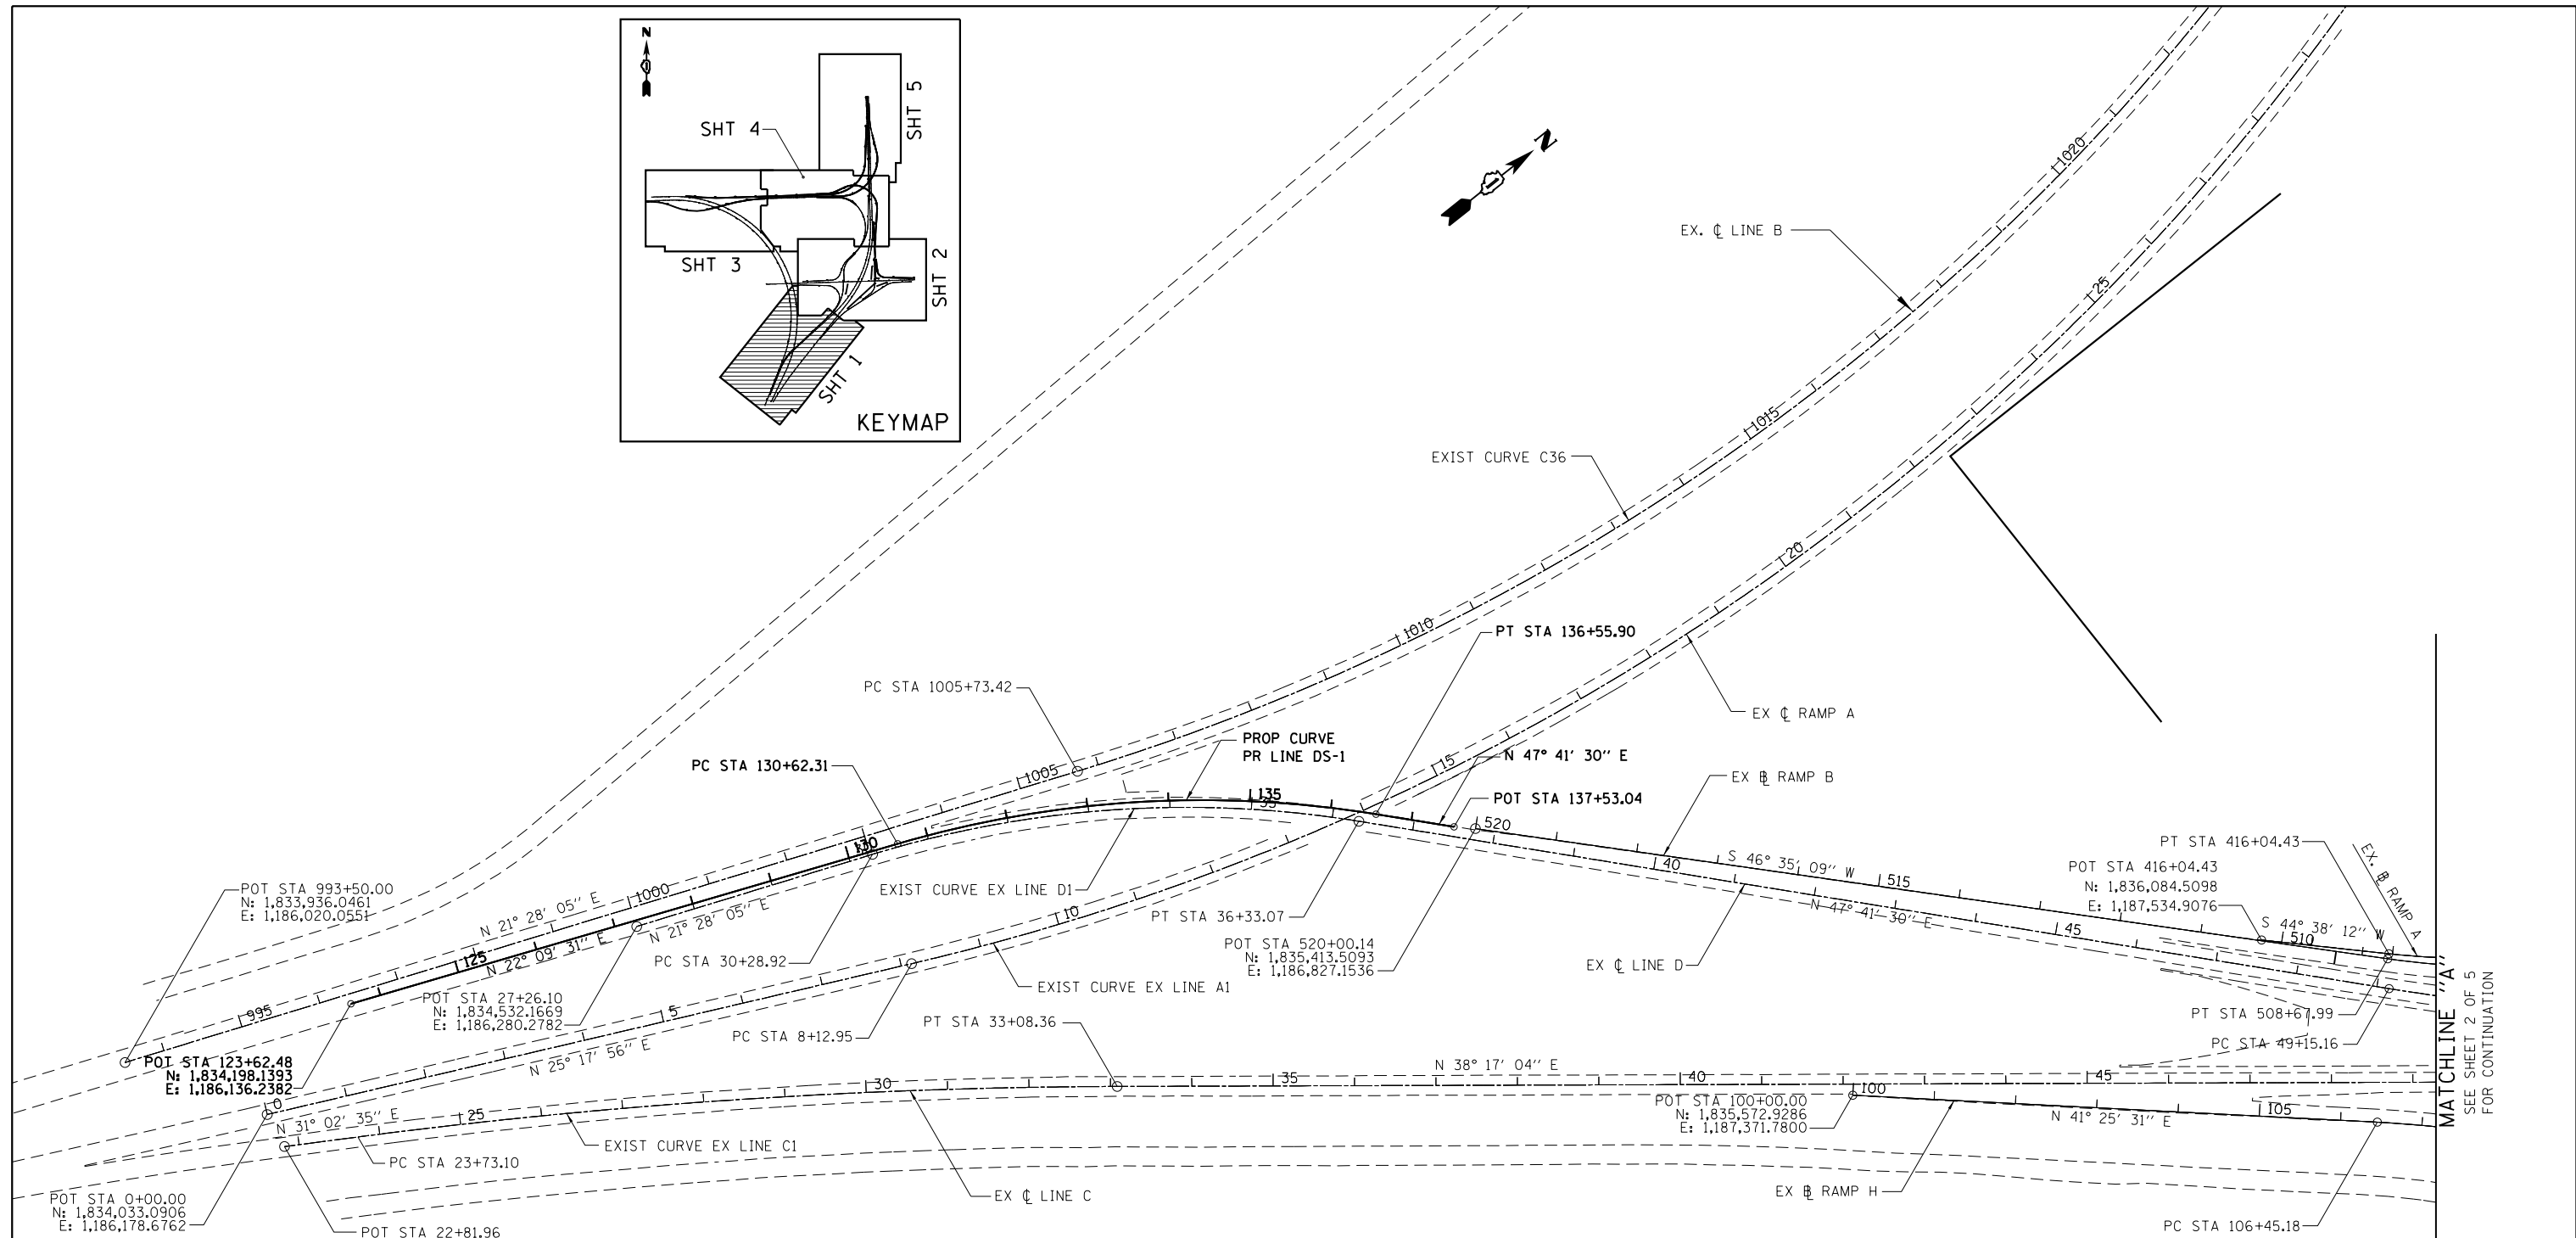 N
SHT 5
SHT 4
SHT 3
SHT 2
SHT 1
KEYMAP
N
EX. ℄ LINE B
1020
25
1015
EXIST CURVE C36
20
1010
PT STA 136+55.90
PC STA 1005+73.42
EX ℄ RAMP A
PROP CURVE
PR LINE DS-1
N 47° 41' 30" E
15
PC STA 130+62.31
1005
EX B̲L̲ RAMP B
135
35
POT STA 137+53.04
520
PT STA 416+04.43
EX. B̲L̲ RAMP A
130
40
S 46° 35' 09" W
515
POT STA 416+04.43
N: 1,836,084.5098
E: 1,187,534.9076
POT STA 993+50.00
N: 1,833,936.0461
E: 1,186,020.0551
EXIST CURVE EX LINE D1
1000
N 21° 28' 05" E
N 21° 28' 05" E
10
PT STA 36+33.07
N 47° 41' 30" E
45
S 44° 38' 12" W
510
N 22° 09' 31" E
125
PC STA 30+28.92
POT STA 520+00.14
N: 1,835,413.5093
E: 1,186,827.1536
EX ℄ LINE D
EXIST CURVE EX LINE A1
POT STA 27+26.10
N: 1,834,532.1669
E: 1,186,280.2782
995
5
PT STA 33+08.36
PC STA 8+12.95
PT STA 508+67.99
PC STA 49+15.16
MATCHLINE "A"
SEE SHEET 2 OF 5
FOR CONTINUATION
POT STA 123+62.48
N: 1,834,198.1393
E: 1,186,136.2382
N 25° 17' 56" E
N 38° 17' 04" E
30
35
40
45
0
100
POT STA 100+00.00
N: 1,835,572.9286
E: 1,187,371.7800
105
N 31° 02' 35" E
25
N 41° 25' 31" E
EXIST CURVE EX LINE C1
PC STA 23+73.10
EX ℄ LINE C
EX B̲L̲ RAMP H
POT STA 0+00.00
N: 1,834,033.0906
E: 1,186,178.6762
POT STA 22+81.96
PC STA 106+45.18